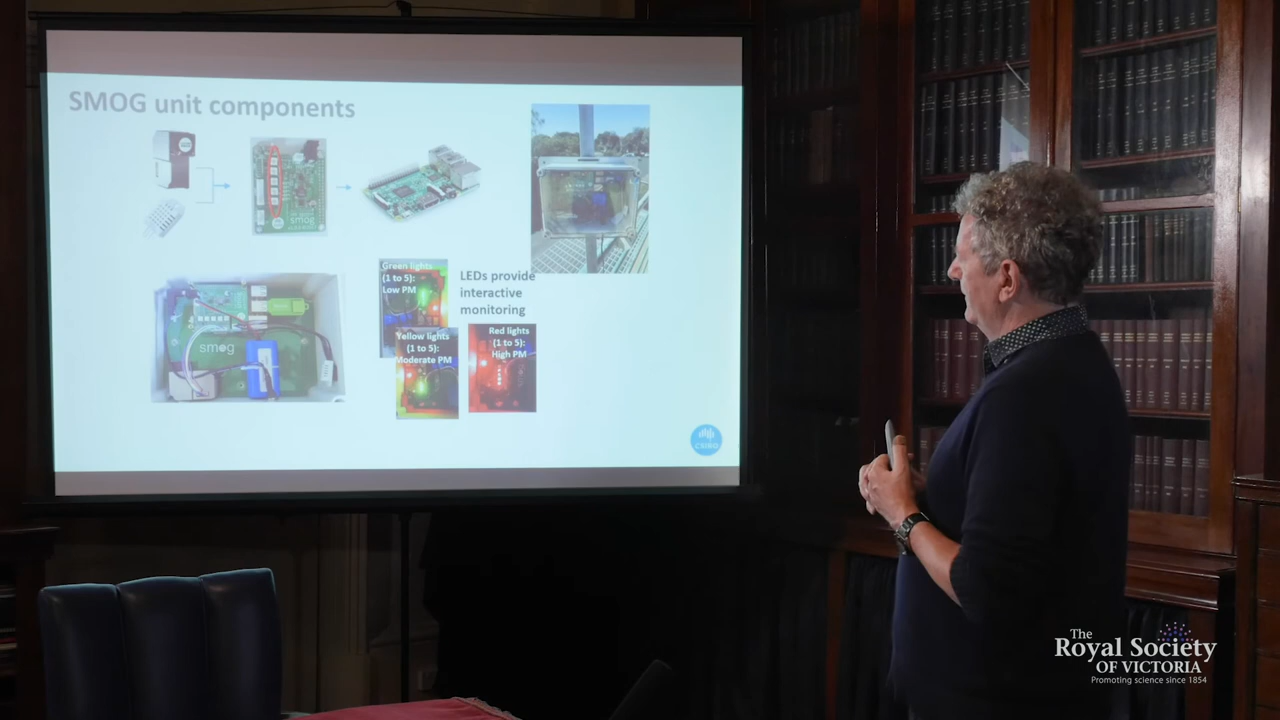 SMOG unit components
smog
smog
Green lights
(1 to 5):
Low PM
LEDs provide
interactive
monitoring
Yellow lights
(1 to 5):
Moderate PM
Red lights
(1 to 5):
High PM
CSIRO
The
Royal Society
OF VICTORIA
Promoting science since 1854